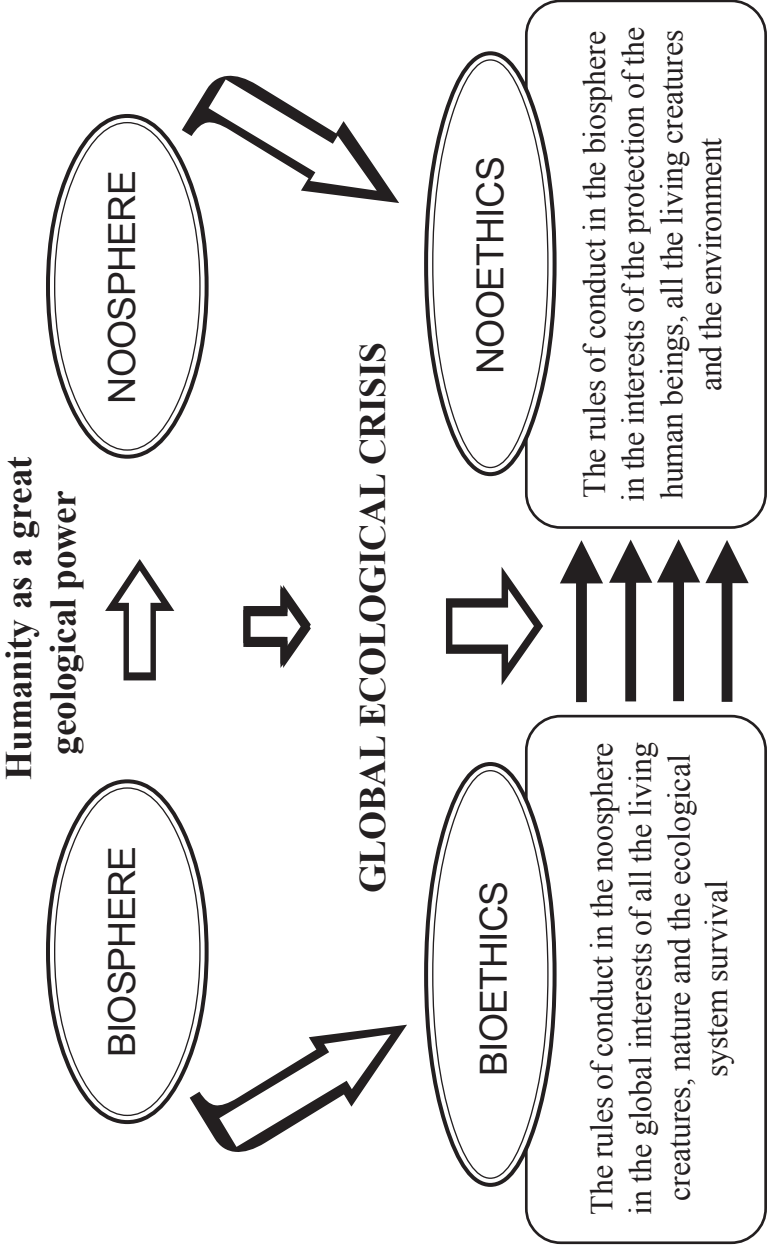 Humanity as a great
geological power
BIOSPHERE
NOOSPHERE
GLOBAL ECOLOGICAL CRISIS
BIOETHICS
NOOETHICS
The rules of conduct in the noosphere
in the global interests of all the living
creatures, nature and the ecological
system survival
The rules of conduct in the biosphere
in the interests of the protection of the
human beings, all the living creatures
and the environment